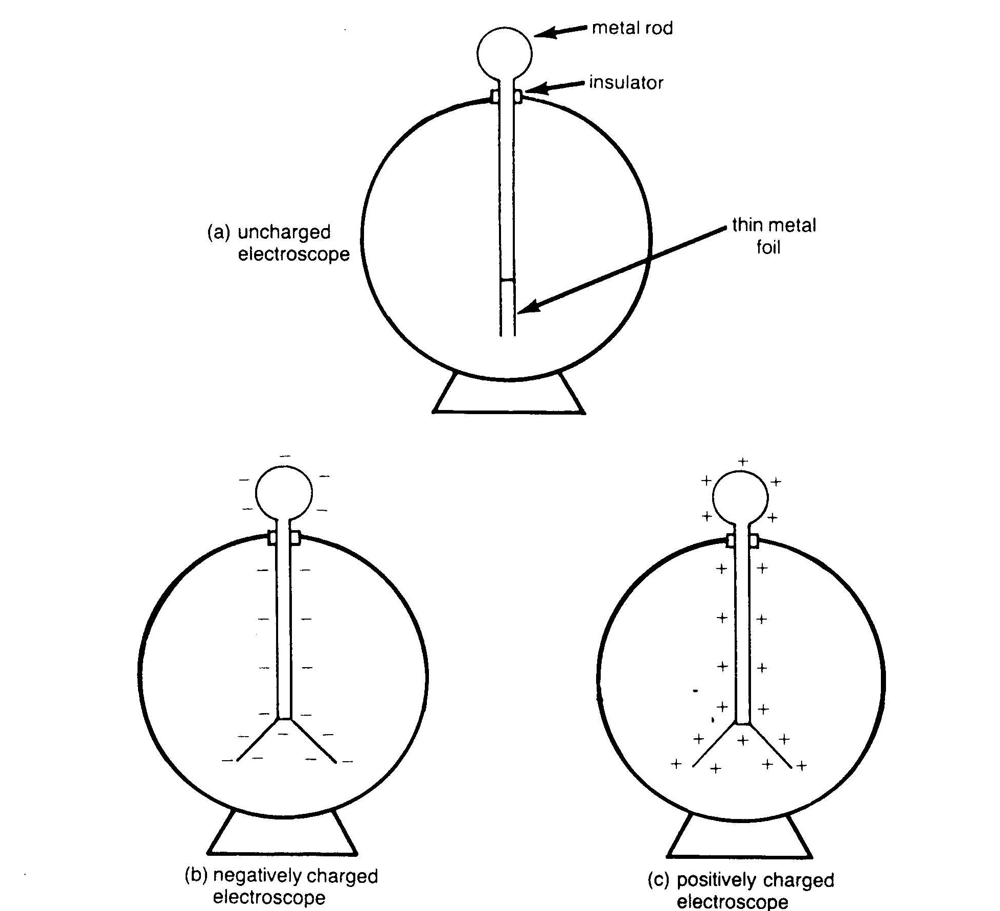 metal rod
insulator
(a) uncharged
electroscope
thin metal
foil
(b) negatively charged
electroscope
(c) positively charged
electroscope